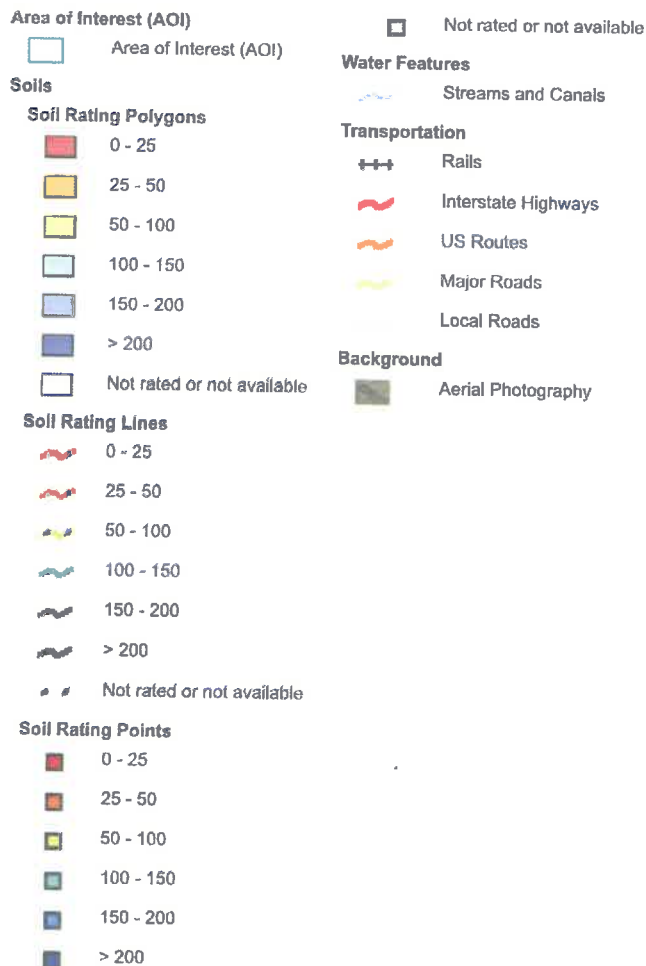 Area of Interest (AOI)
Area of Interest (AOI)
Soils
Soil Rating Polygons
0 - 25
25 - 50
50 - 100
100 - 150
150 - 200
> 200
Not rated or not available
Soil Rating Lines
0 - 25
25 - 50
50 - 100
100 - 150
150 - 200
> 200
Not rated or not available
Soil Rating Points
0 - 25
25 - 50
50 - 100
100 - 150
150 - 200
> 200
Not rated or not available
Water Features
Streams and Canals
Transportation
Rails
Interstate Highways
US Routes
Major Roads
Local Roads
Background
Aerial Photography